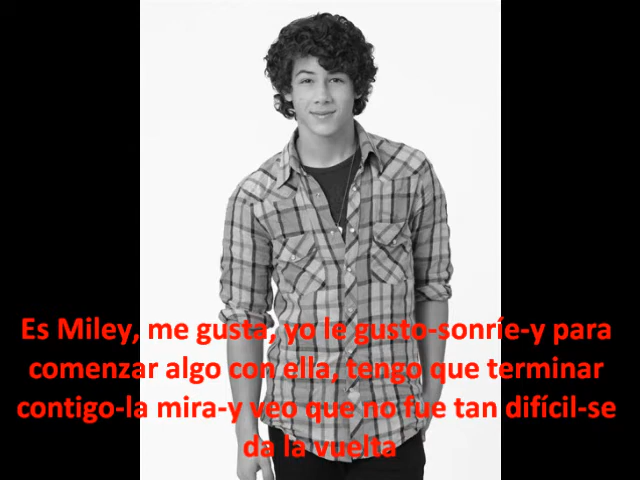 Es Miley, me gusta, yo le gusto-sonríe-y para
comenzar algo con ella, tengo que terminar
contigo-la mira-y veo que no fue tan difícil-se
da la vuelta